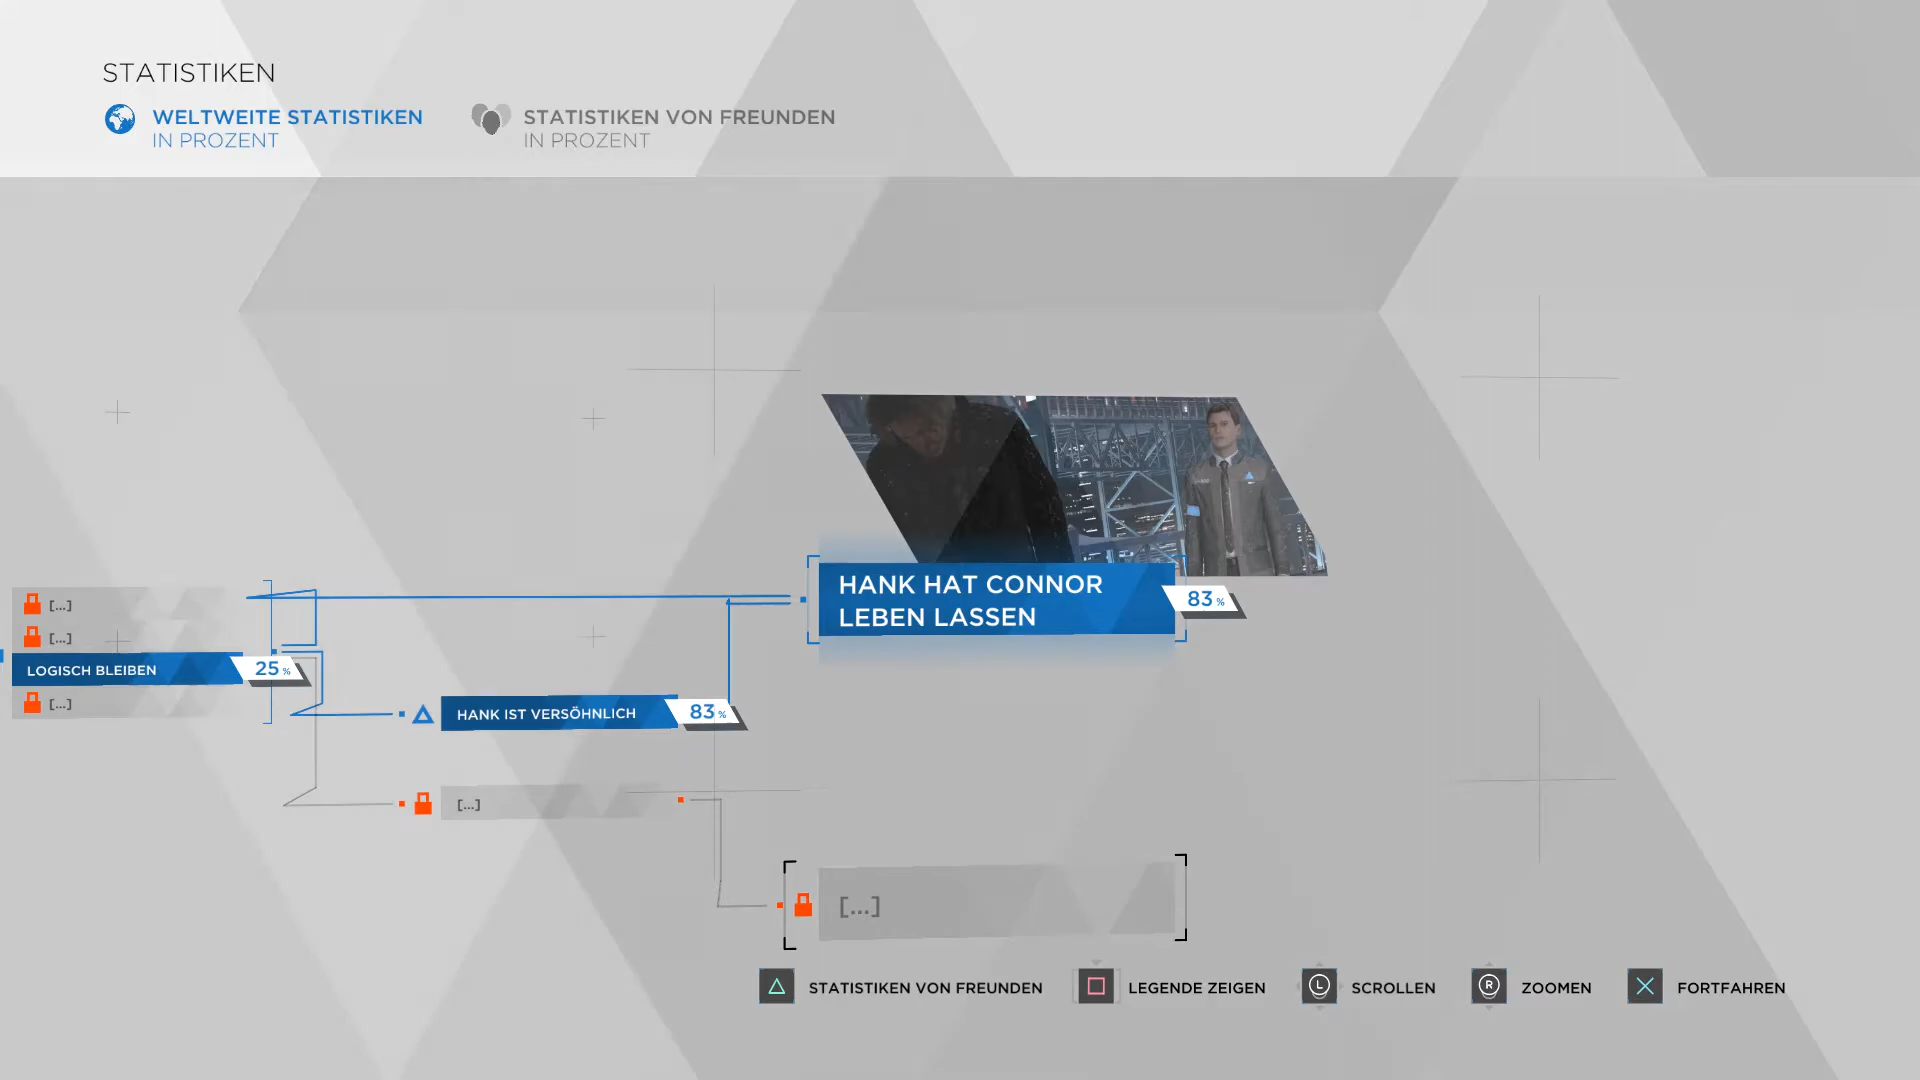 STATISTIKEN
WELTWEITE STATISTIKEN
IN PROZENT
STATISTIKEN VON FREUNDEN
IN PROZENT
HANK HAT CONNOR
LEBEN LASSEN
83 %
[...]
[...]
LOGISCH BLEIBEN
25 %
[...]
HANK IST VERSÖHNLICH
83 %
[...]
[...]
STATISTIKEN VON FREUNDEN
LEGENDE ZEIGEN
L
SCROLLEN
R
ZOOMEN
FORTFAHREN